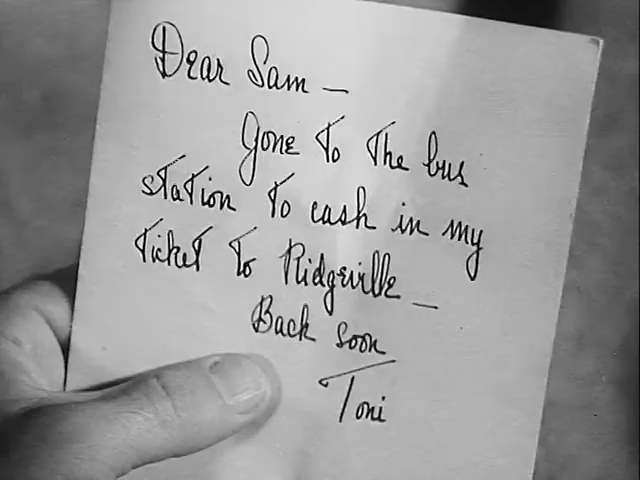 Dear Sam —
Gone To The bus
station To cash in my
Ticket To Ridgeville —
Back soon
Toni